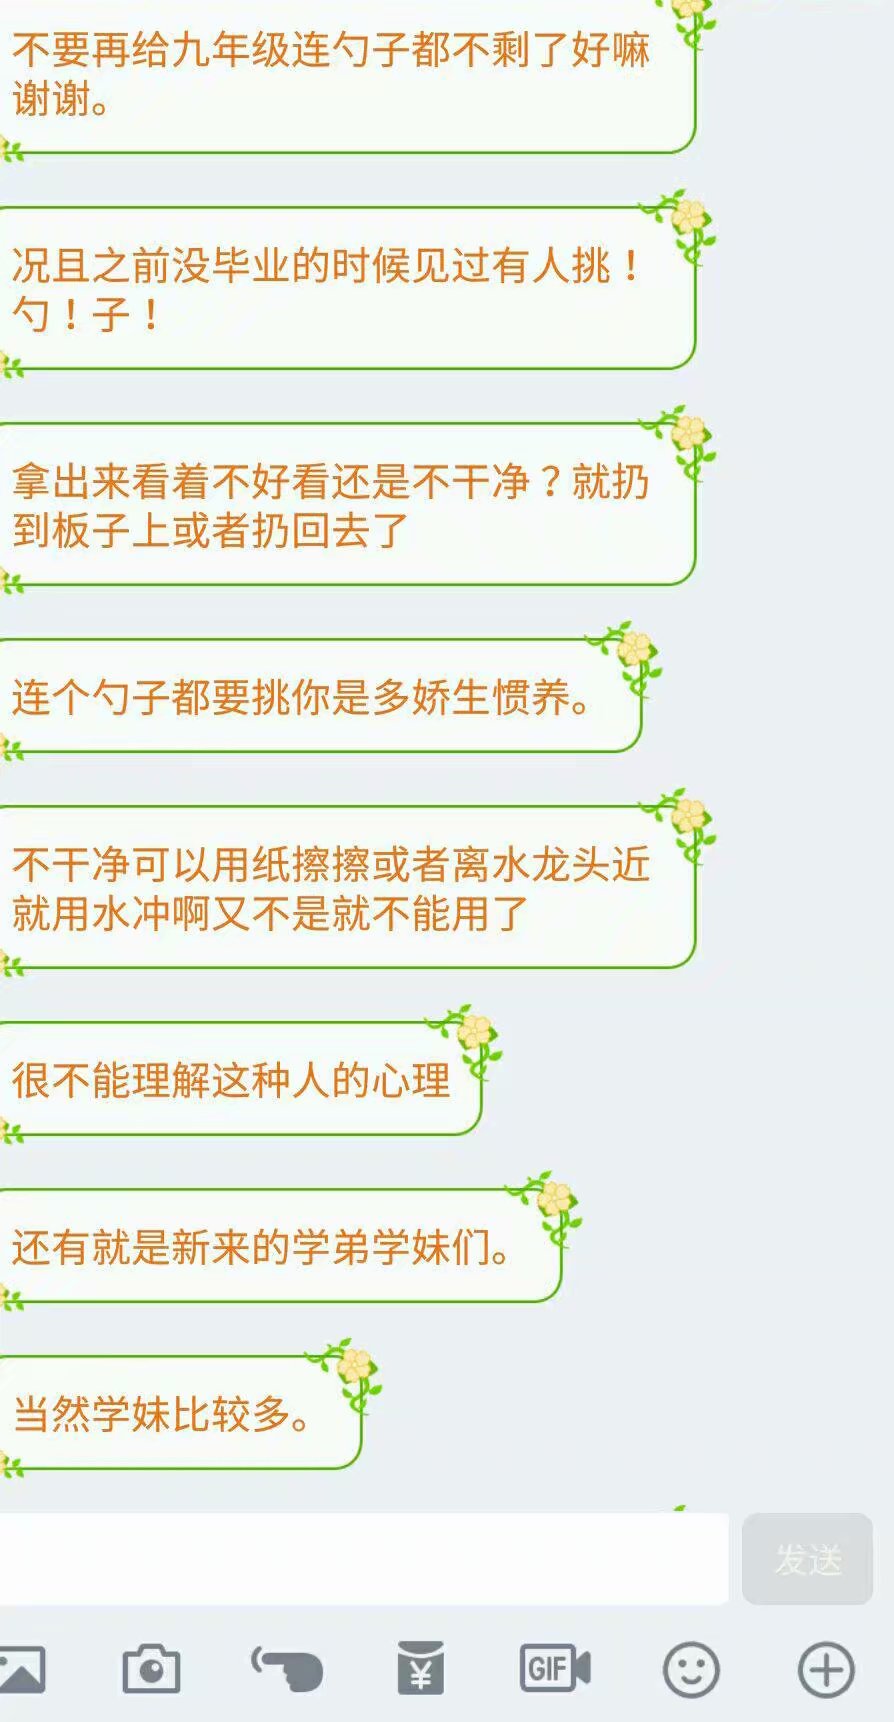 不要再给九年级连勺子都不剩了好嘛
谢谢。
况且之前没毕业的时候见过有人挑！
勺！子！
拿出来看着不好看还是不干净？就扔
到板子上或者扔回去了
连个勺子都要挑你是多娇生惯养。
不干净可以用纸擦擦或者离水龙头近
就用水冲啊又不是就不能用了
很不能理解这种人的心理
还有就是新来的学弟学妹们。
当然学妹比较多。
发送
GIF